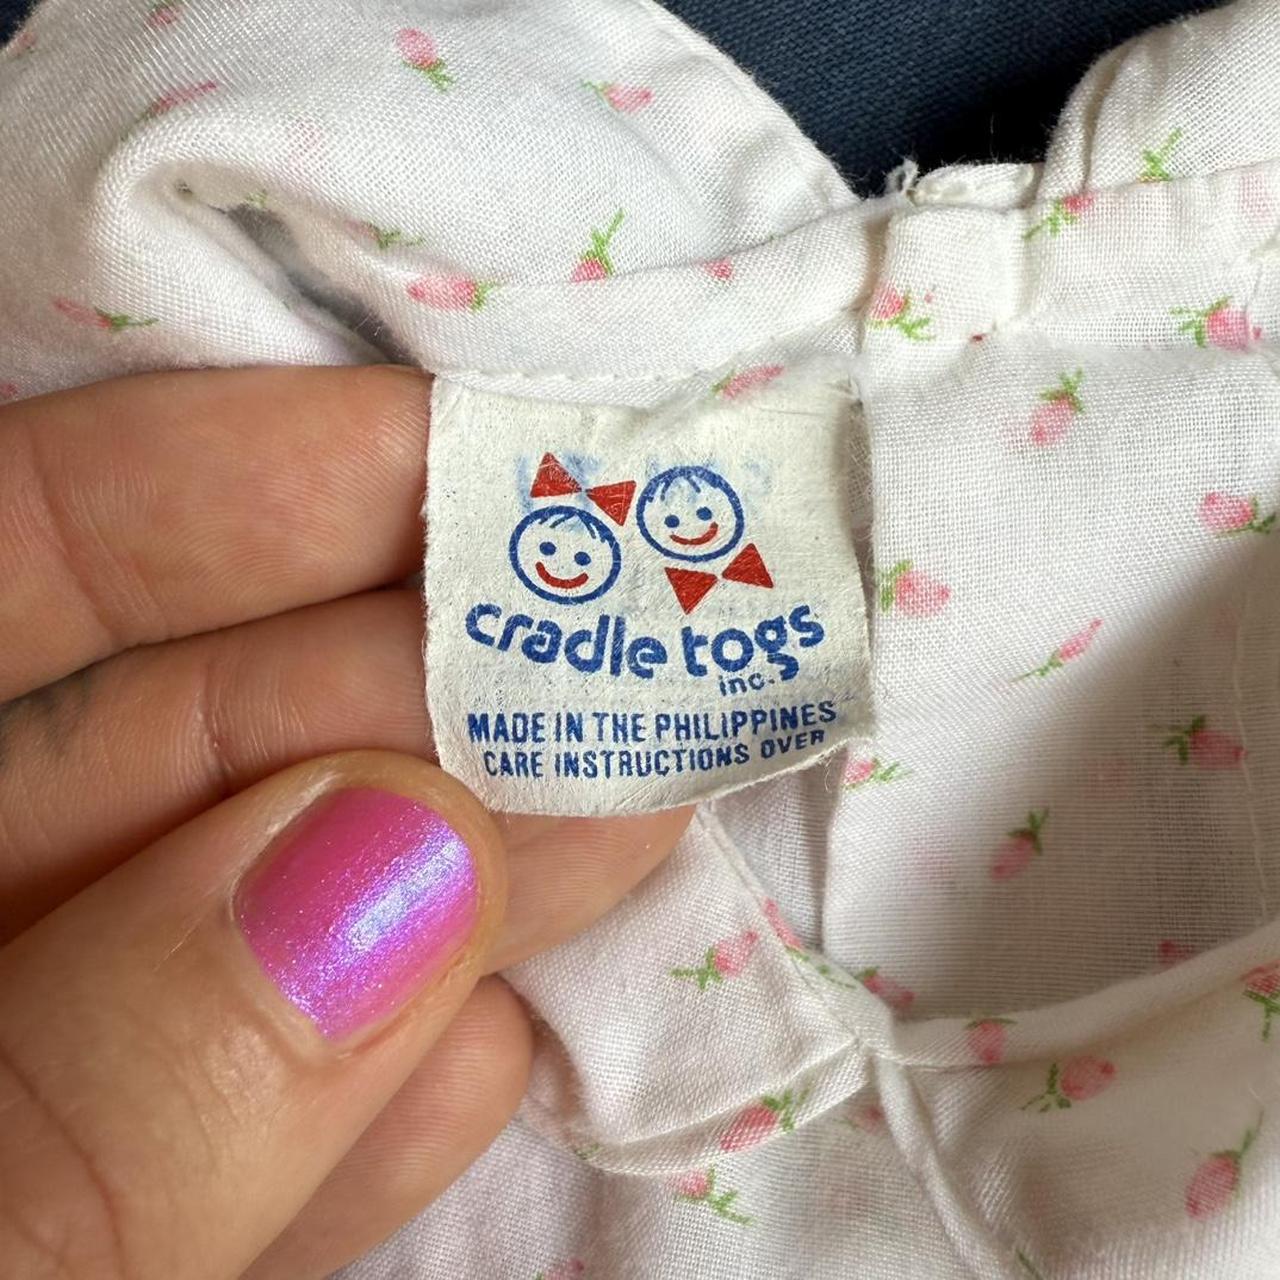 cradle togs
inc.
MADE IN THE PHILIPPINES
CARE INSTRUCTIONS OVER